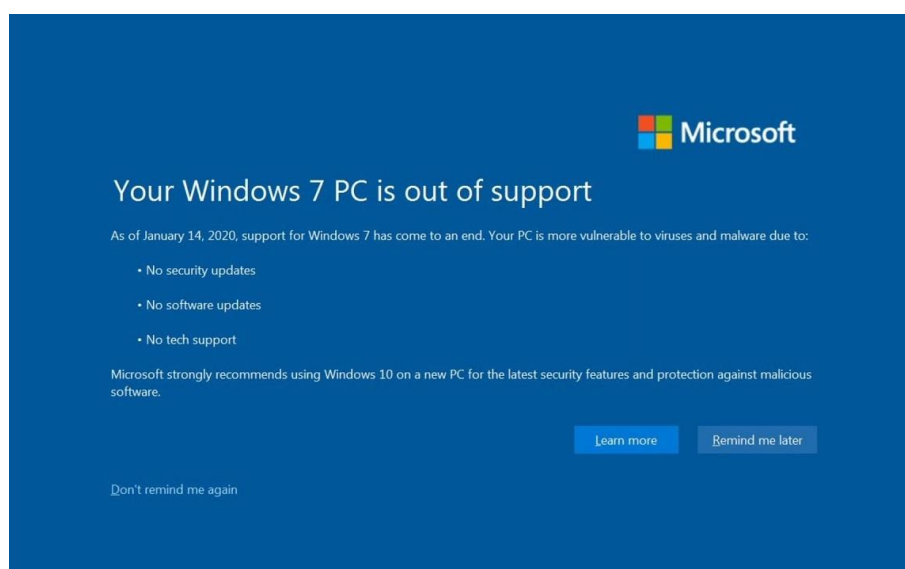 Microsoft
Your Windows 7 PC is out of support
As of January 14, 2020, support for Windows 7 has come to an end. Your PC is more vulnerable to viruses and malware due to:
• No security updates
• No software updates
• No tech support
Microsoft strongly recommends using Windows 10 on a new PC for the latest security features and protection against malicious
software.
Learn more
Remind me later
Don't remind me again